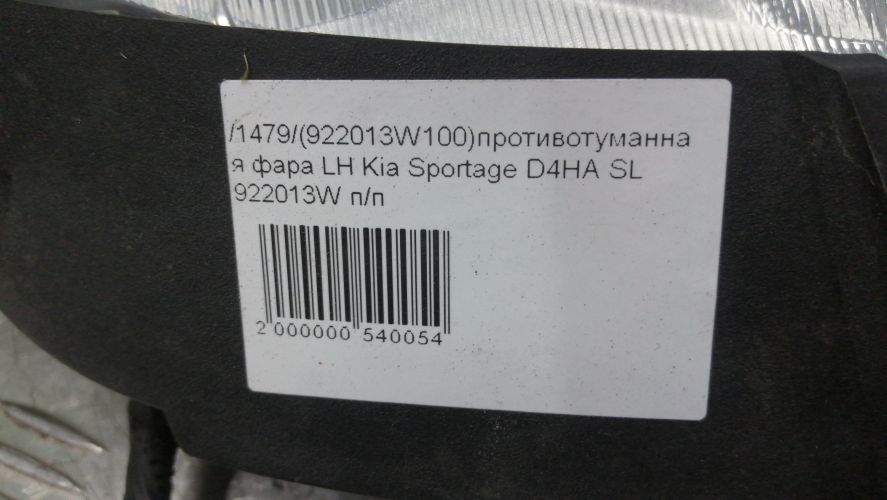 /1479/(922013W100)противотуманна
я фара LH Kia Sportage D4HA SL
922013W п/п
2 000000 540054